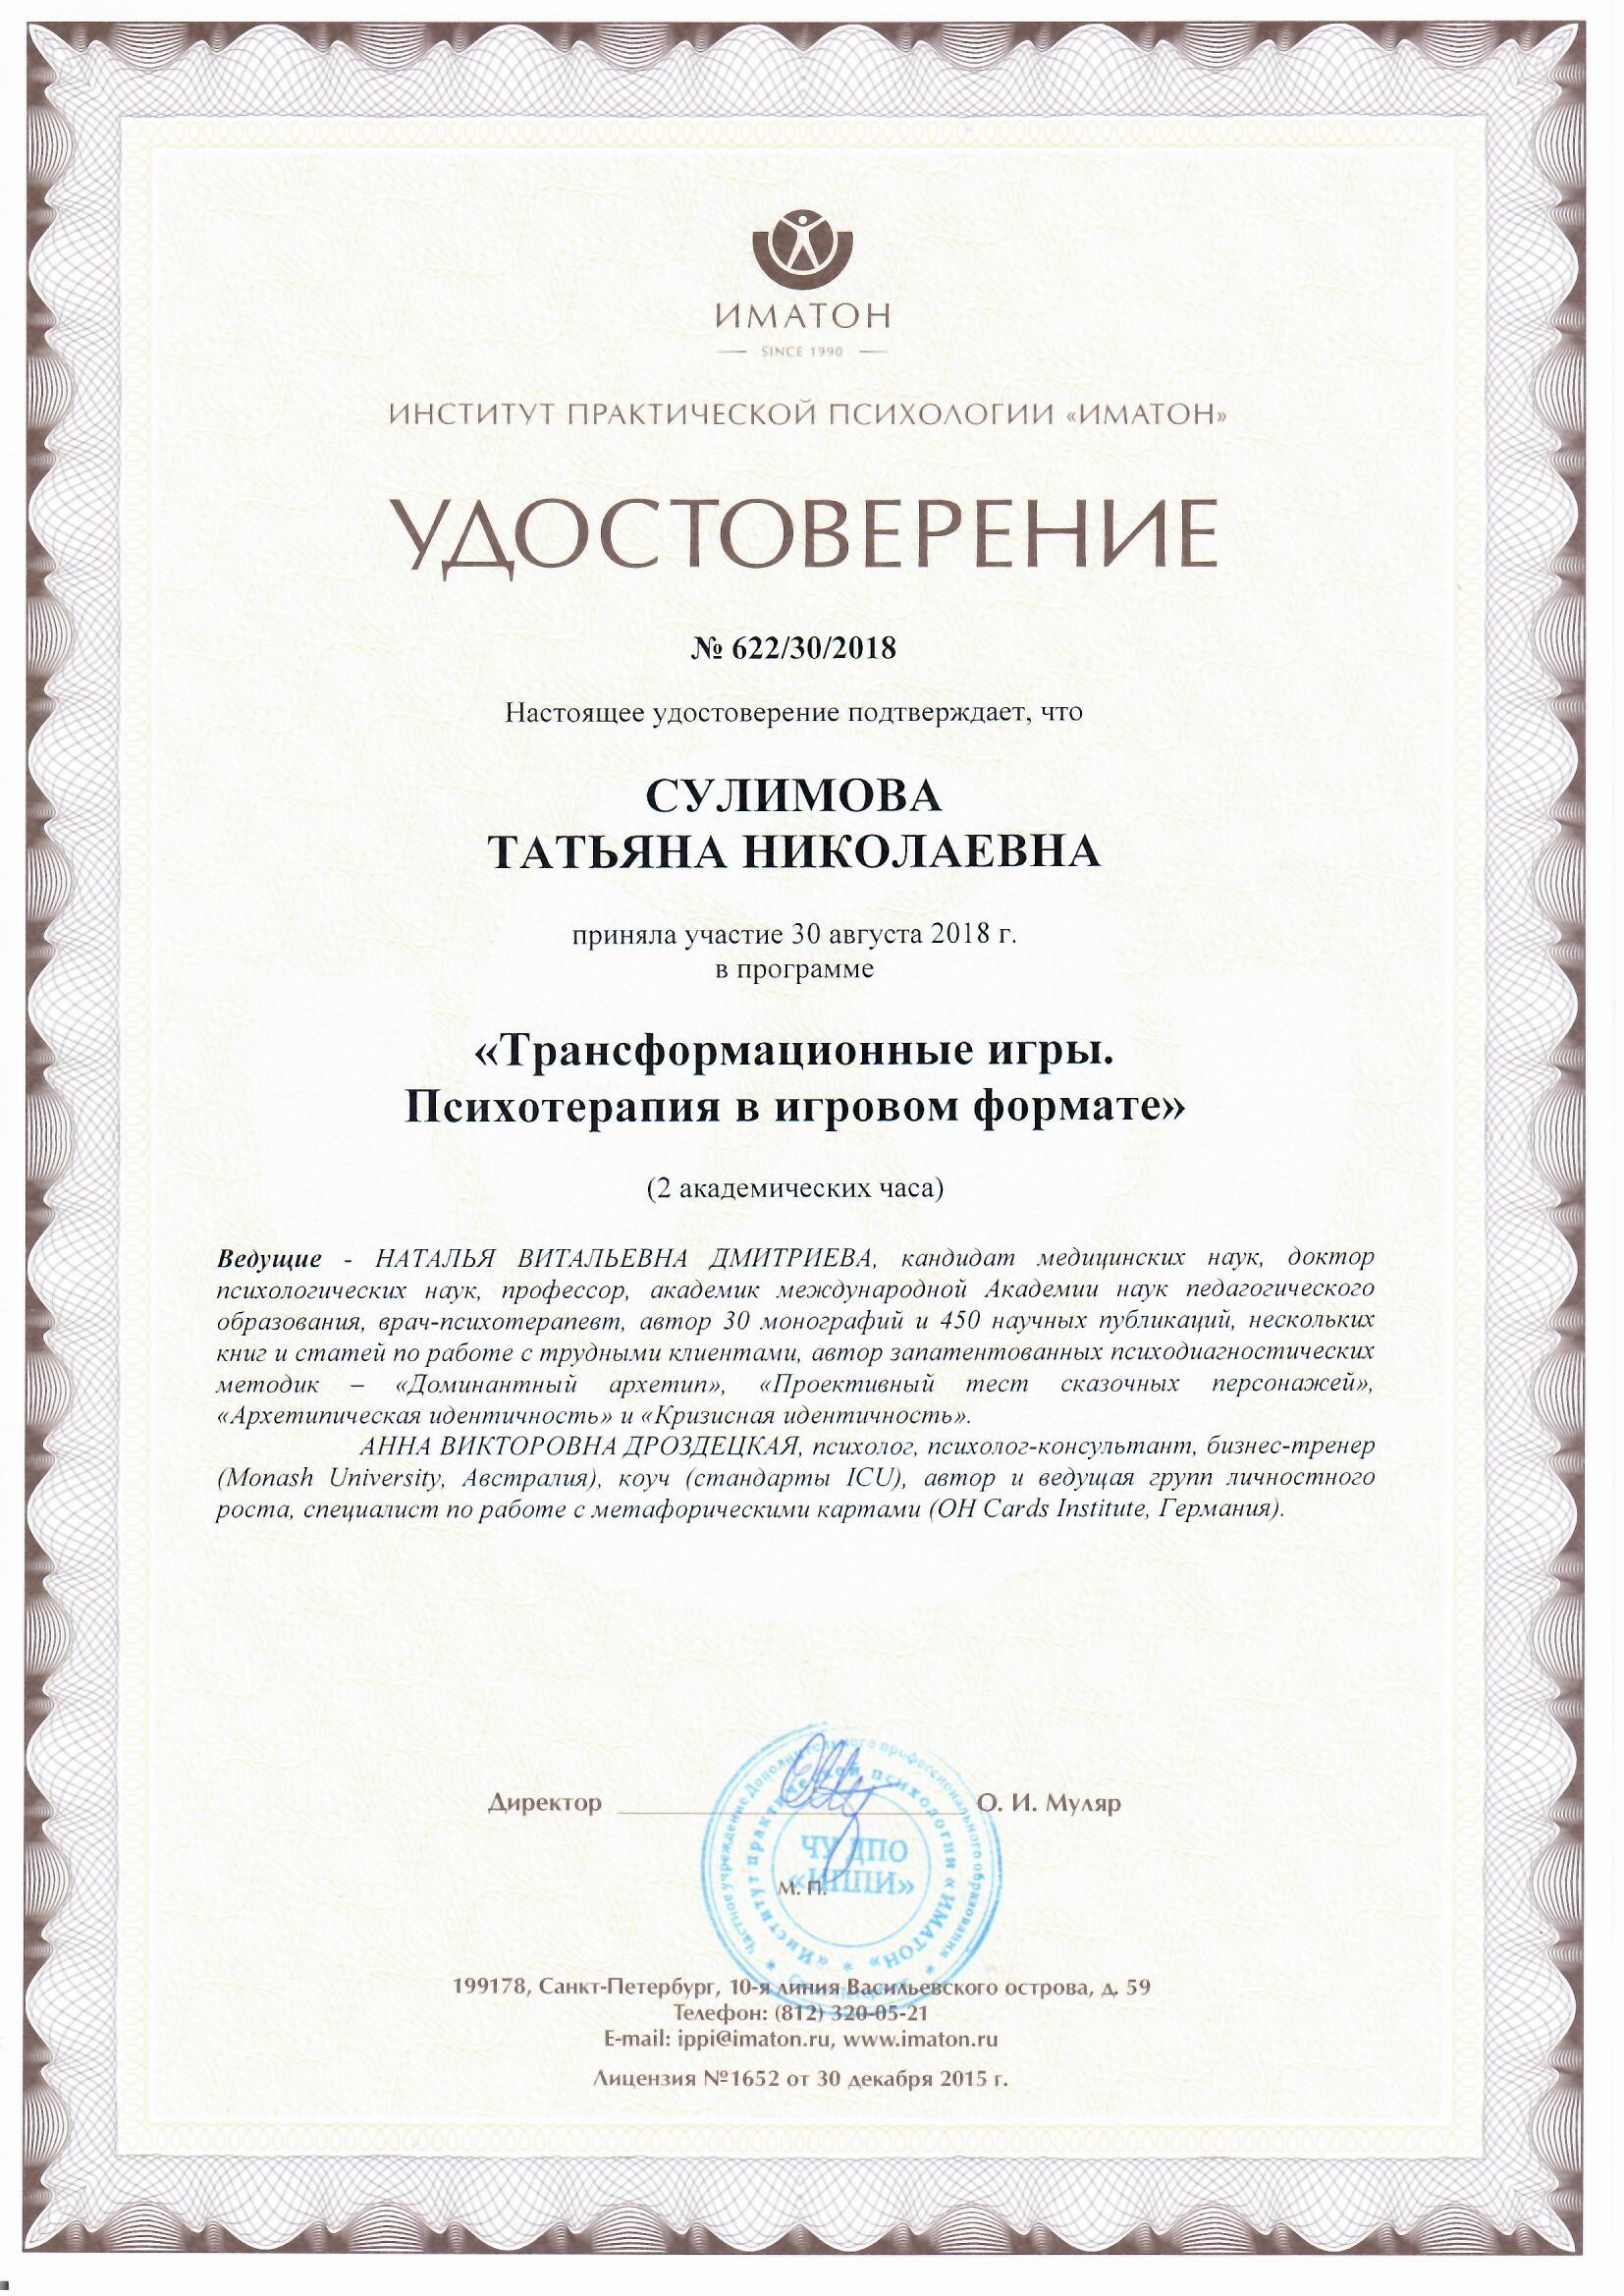 ИМАТОН
SINCE 1990
ИНСТИТУТ ПРАКТИЧЕСКОЙ ПСИХОЛОГИИ «ИМАТОН»
УДОСТОВЕРЕНИЕ
№ 622/30/2018
Настоящее удостоверение подтверждает, что
СУЛИМОВА
ТАТЬЯНА НИКОЛАЕВНА
приняла участие 30 августа 2018 г.
в программе
«Трансформационные игры.
Психотерапия в игровом формате»
(2 академических часа)
Ведущие - НАТАЛЬЯ ВИТАЛЬЕВНА ДМИТРИЕВА, кандидат медицинских наук, доктор
психологических наук, профессор, академик международной Академии наук педагогического
образования, врач-психотерапевт, автор 30 монографий и 450 научных публикаций, нескольких
книг и статей по работе с трудными клиентами, автор запатентованных психодиагностических
методик – «Доминантный архетип», «Проективный тест сказочных персонажей»,
«Архетипическая идентичность» и «Кризисная идентичность».
АННА ВИКТОРОВНА ДРОЗДЕЦКАЯ, психолог, психолог-консультант, бизнес-тренер
(Monash University, Австралия), коуч (стандарты ICU), автор и ведущая групп личностного
роста, специалист по работе с метафорическими картами (OH Cards Institute, Германия).
Директор О. И. Муляр
Частное учреждение Дополнительного профессионального образования
«Институт практической психологии «ИМАТОН»
ЧУ ДПО
«ИППИ»
М. П.
199178, Санкт-Петербург, 10-я линия Васильевского острова, д. 59
Телефон: (812) 320-05-21
E-mail: ippi@imaton.ru, www.imaton.ru
Лицензия №1652 от 30 декабря 2015 г.